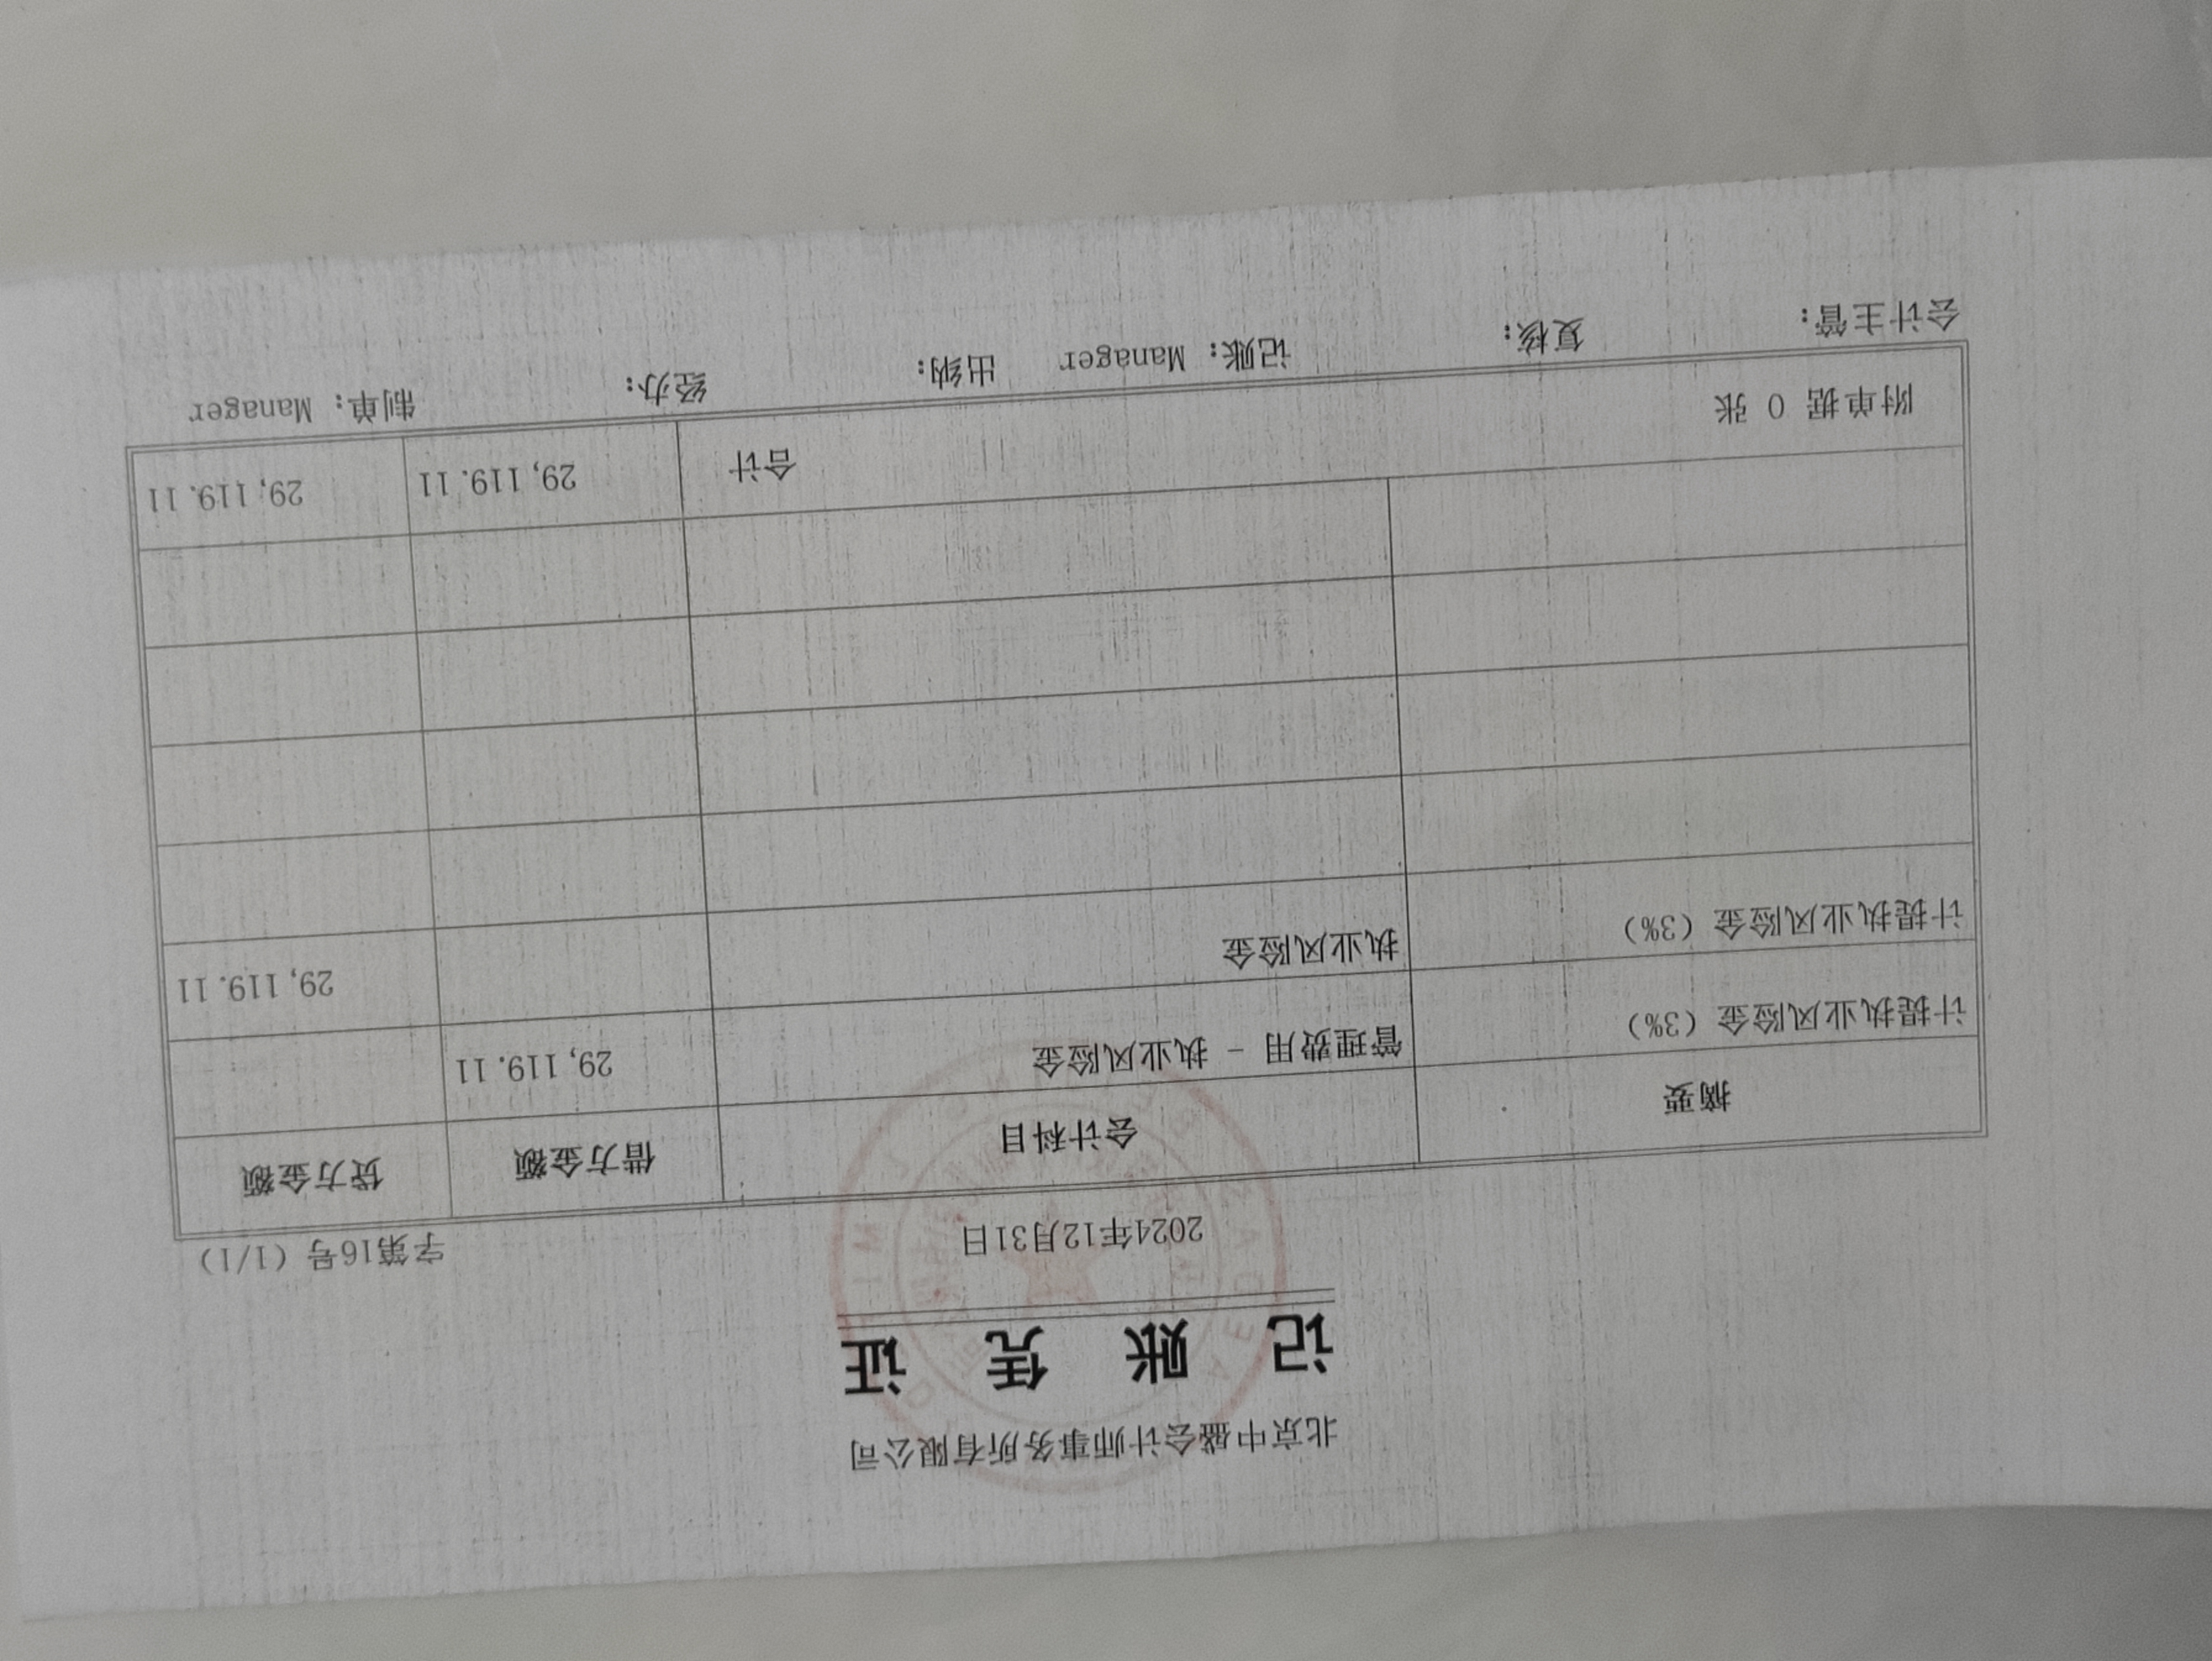 北京中盛会计师事务所有限公司
记 账 凭 证
2024年12月31日
字第16号（1/1）
摘要 会计科目 借方金额 贷方金额
计提执业风险金（3%） 管理费用 - 执业风险金 29,119.11
计提执业风险金（3%） 执业风险金 29,119.11
附单据 0 张 合计 29,119.11 29,119.11
会计主管： 复核： 记账：Manager 出纳： 经办： 制单：Manager